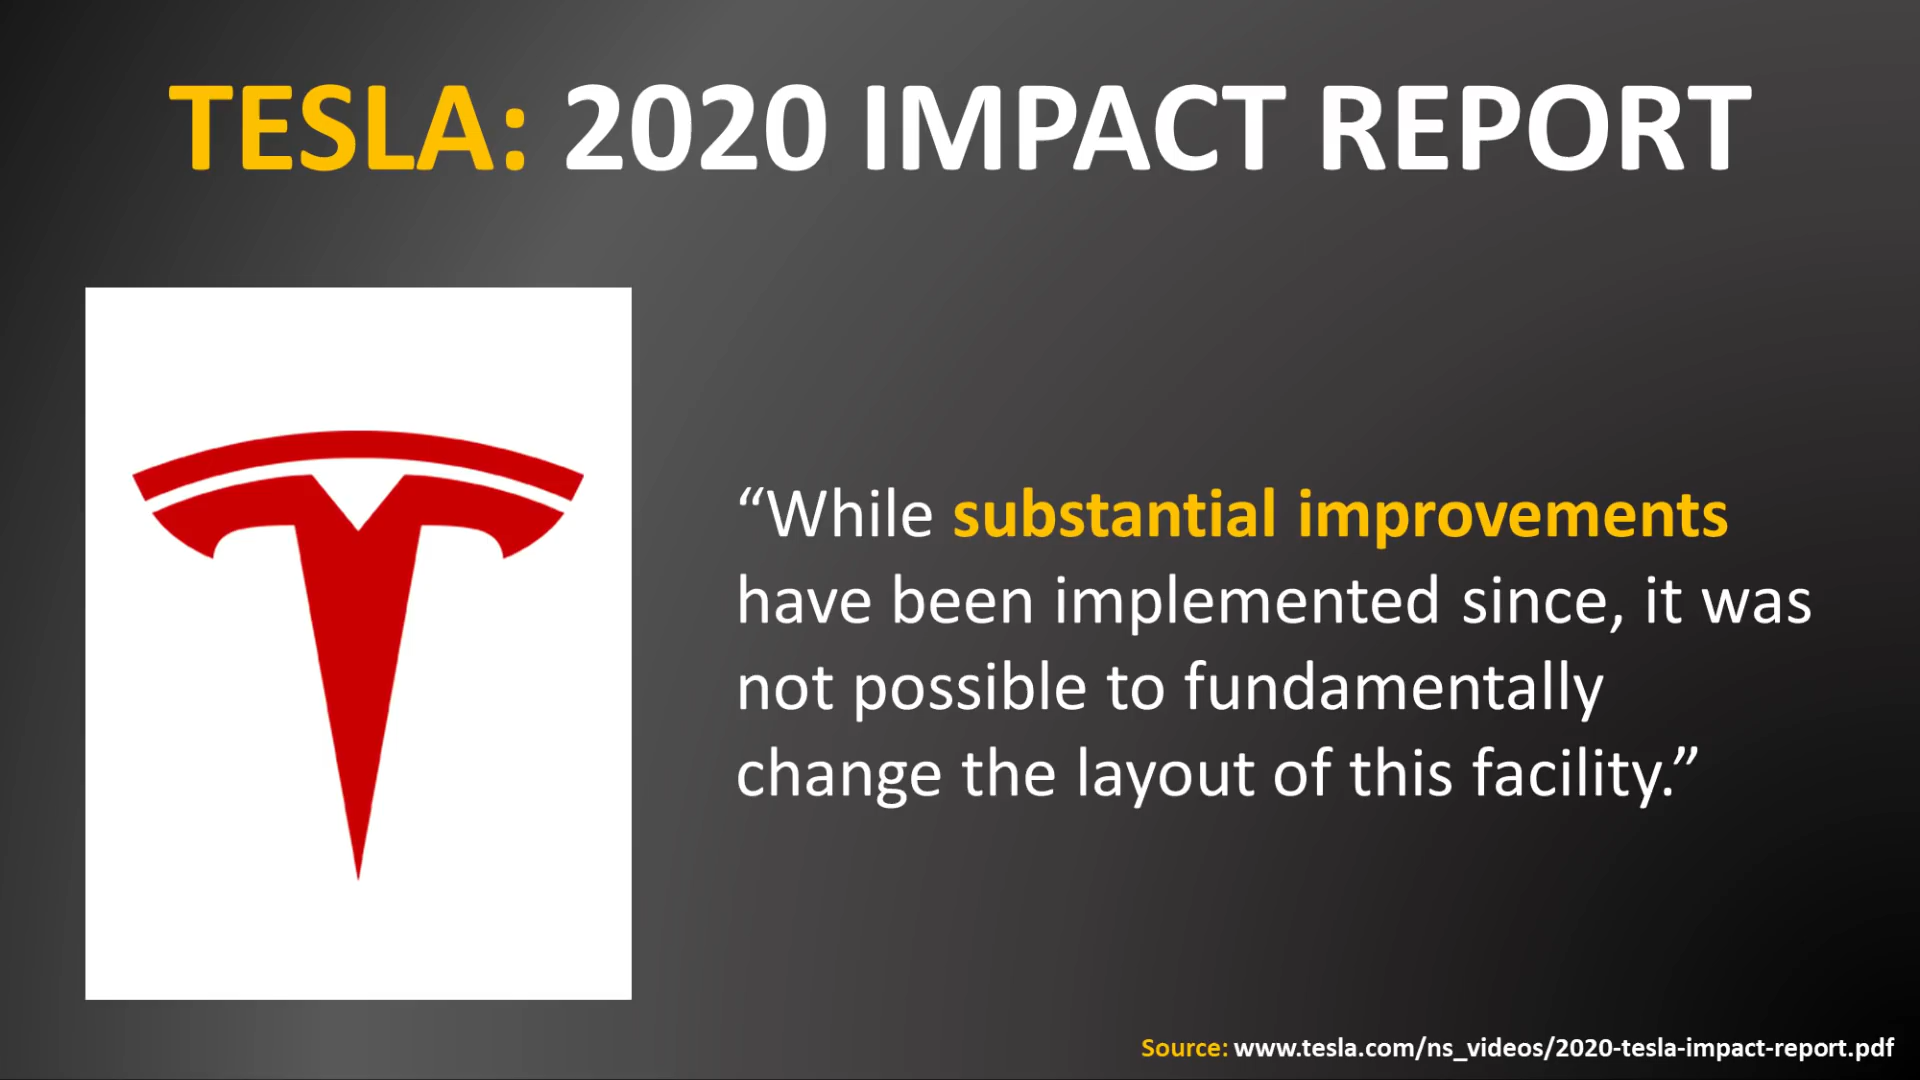 TESLA: 2020 IMPACT REPORT
“While substantial improvements
have been implemented since, it was
not possible to fundamentally
change the layout of this facility.”
Source: www.tesla.com/ns_videos/2020-tesla-impact-report.pdf